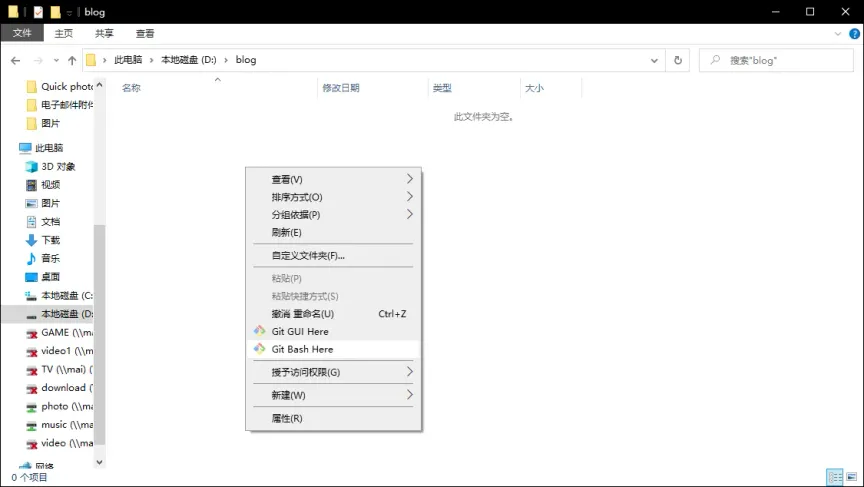 blog
文件 主页 共享 查看
此电脑 本地磁盘 (D:) blog
搜索"blog"
名称 修改日期 类型 大小
此文件夹为空。
Quick phot
电子邮件附件
图片
此电脑
3D 对象
视频
图片
文档
下载
音乐
桌面
本地磁盘 (C:
本地磁盘 (D:
GAME (\\ma
video1 (\\ma
TV (\\mai)
download (\
photo (\\ma
music (\\ma
video (\\ma
网络
查看(V)
排序方式(O)
分组依据(P)
刷新(E)
自定义文件夹(F)...
粘贴(P)
粘贴快捷方式(S)
撤消 重命名(U) Ctrl+Z
Git GUI Here
Git Bash Here
授予访问权限(G)
新建(W)
属性(R)
0 个项目